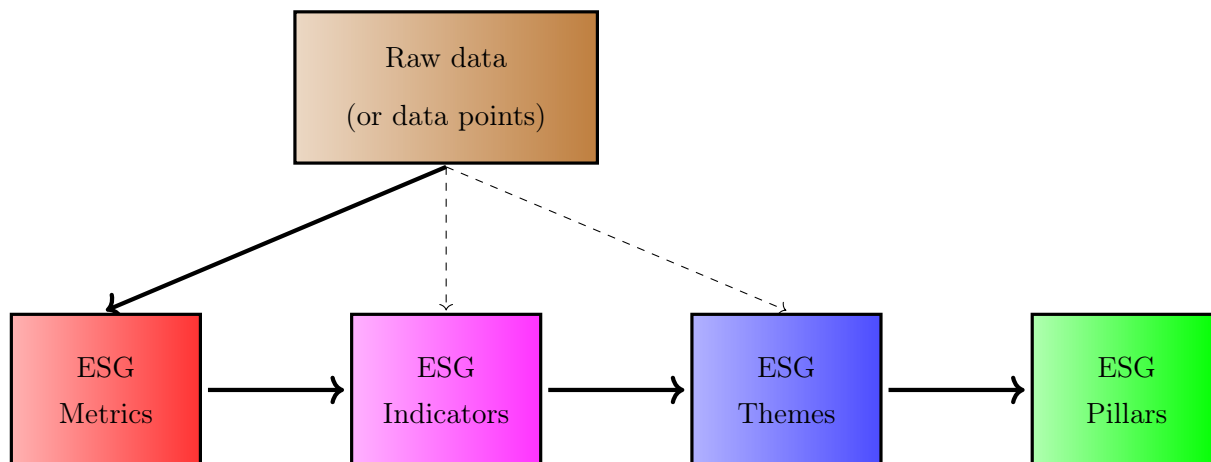 Raw data
(or data points)
ESG
Metrics
ESG
Indicators
ESG
Themes
ESG
Pillars